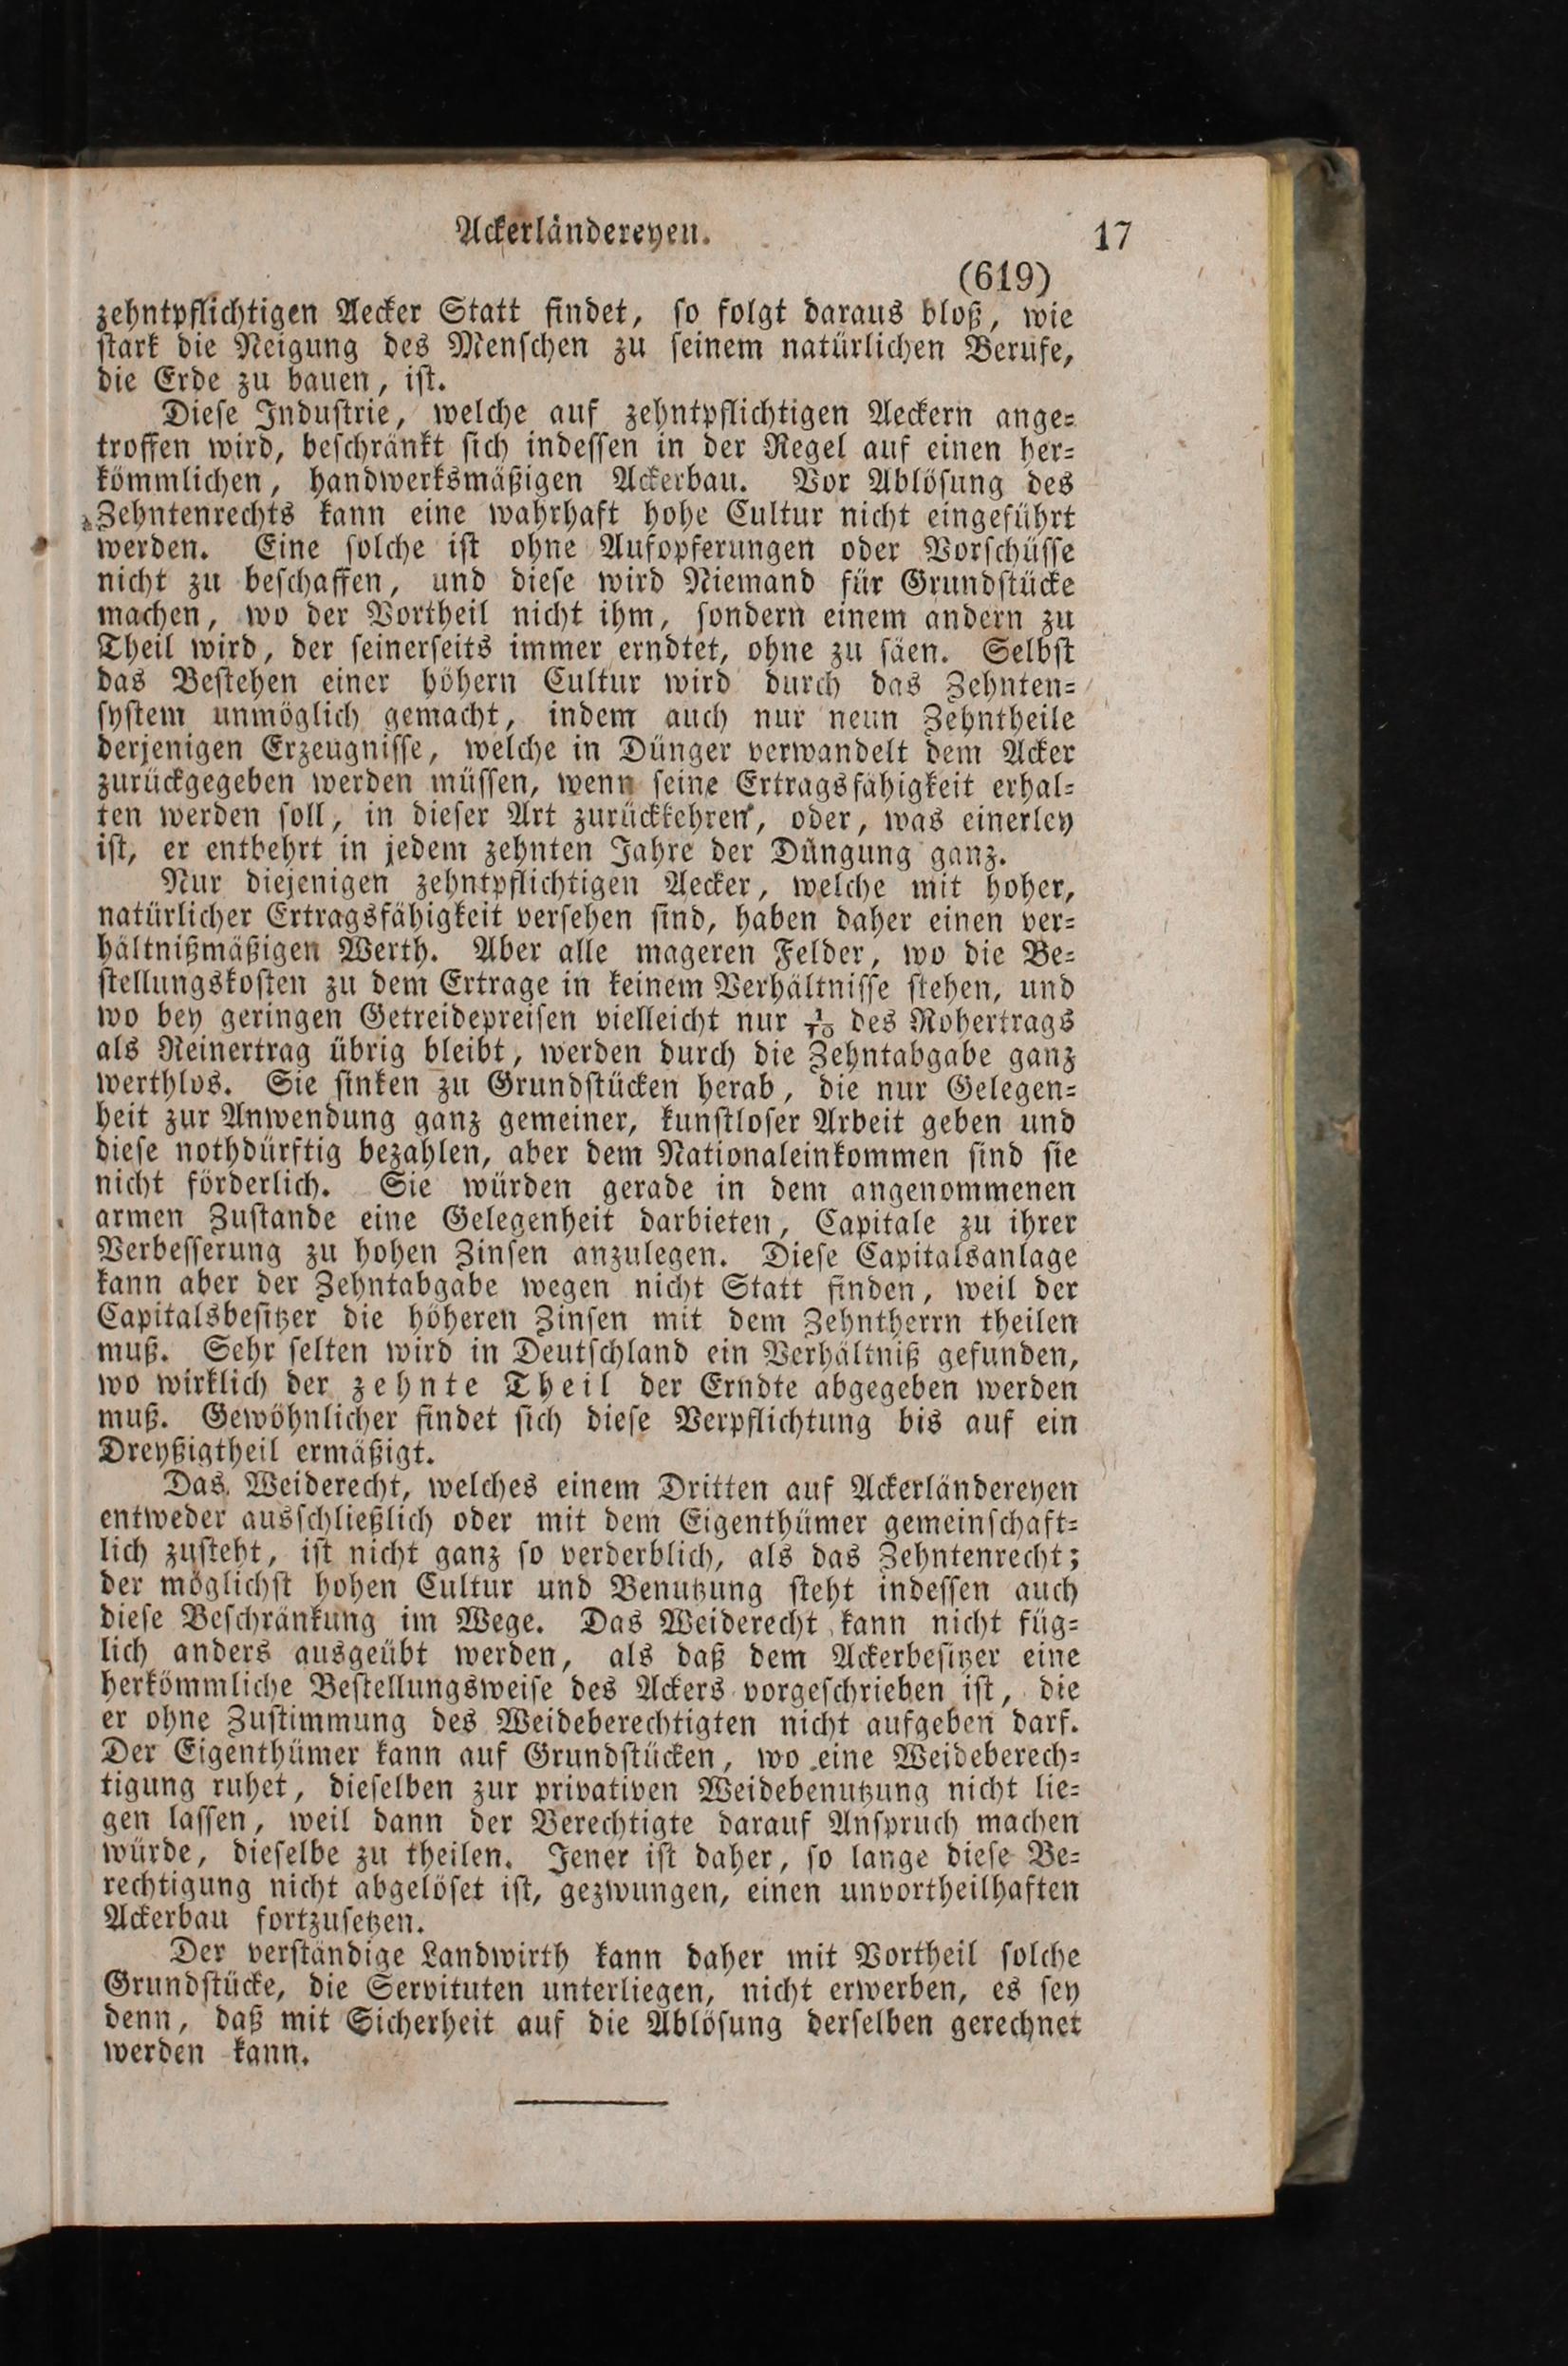 Ackerländereyen. 17
(619)
zehntpflichtigen Aecker Statt findet, so folgt daraus bloß, wie
stark die Neigung des Menschen zu seinem natürlichen Berufe,
die Erde zu bauen, ist.
Diese Industrie, welche auf zehntpflichtigen Aeckern ange-
troffen wird, beschränkt sich indessen in der Regel auf einen her-
kömmlichen, handwerksmäßigen Ackerbau. Vor Ablösung des
Zehntenrechts kann eine wahrhaft hohe Cultur nicht eingeführt
werden. Eine solche ist ohne Aufopferungen oder Vorschüsse
nicht zu beschaffen, und diese wird Niemand für Grundstücke
machen, wo der Vortheil nicht ihm, sondern einem andern zu
Theil wird, der seinerseits immer erndtet, ohne zu säen. Selbst
das Bestehen einer höhern Cultur wird durch das Zehnten-
system unmöglich gemacht, indem auch nur neun Zehntheile
derjenigen Erzeugnisse, welche in Dünger verwandelt dem Acker
zurückgegeben werden müssen, wenn seine Ertragsfähigkeit erhal-
ten werden soll, in dieser Art zurückkehren, oder, was einerley
ist, er entbehrt in jedem zehnten Jahre der Düngung ganz.
Nur diejenigen zehntpflichtigen Aecker, welche mit hoher,
natürlicher Ertragsfähigkeit versehen sind, haben daher einen ver-
hältnißmäßigen Werth. Aber alle mageren Felder, wo die Be-
stellungskosten zu dem Ertrage in keinem Verhältnisse stehen, und
wo bey geringen Getreidepreisen vielleicht nur 1/10 des Rohertrags
als Reinertrag übrig bleibt, werden durch die Zehntabgabe ganz
werthlos. Sie sinken zu Grundstücken herab, die nur Gelegen-
heit zur Anwendung ganz gemeiner, kunstloser Arbeit geben und
diese nothdürftig bezahlen, aber dem Nationaleinkommen sind sie
nicht förderlich. Sie würden gerade in dem angenommenen
armen Zustande eine Gelegenheit darbieten, Capitale zu ihrer
Verbesserung zu hohen Zinsen anzulegen. Diese Capitalsanlage
kann aber der Zehntabgabe wegen nicht Statt finden, weil der
Capitalsbesitzer die höheren Zinsen mit dem Zehntherrn theilen
muß. Sehr selten wird in Deutschland ein Verhältniß gefunden,
wo wirklich der zehnte Theil der Erndte abgegeben werden
muß. Gewöhnlicher findet sich diese Verpflichtung bis auf ein
Dreyßigtheil ermäßigt.
Das Weiderecht, welches einem Dritten auf Ackerländereyen
entweder ausschließlich oder mit dem Eigenthümer gemeinschaft-
lich zusteht, ist nicht ganz so verderblich, als das Zehntenrecht;
der möglichst hohen Cultur und Benutzung steht indessen auch
diese Beschränkung im Wege. Das Weiderecht kann nicht füg-
lich anders ausgeübt werden, als daß dem Ackerbesitzer eine
herkömmliche Bestellungsweise des Ackers vorgeschrieben ist, die
er ohne Zustimmung des Weideberechtigten nicht aufgeben darf.
Der Eigenthümer kann auf Grundstücken, wo eine Weideberech-
tigung ruhet, dieselben zur privativen Weidebenutzung nicht lie-
gen lassen, weil dann der Berechtigte darauf Anspruch machen
würde, dieselbe zu theilen. Jener ist daher, so lange diese Be-
rechtigung nicht abgelöset ist, gezwungen, einen unvortheilhaften
Ackerbau fortzusetzen.
Der verständige Landwirth kann daher mit Vortheil solche
Grundstücke, die Servituten unterliegen, nicht erwerben, es sey
denn, daß mit Sicherheit auf die Ablösung derselben gerechnet
werden kann.